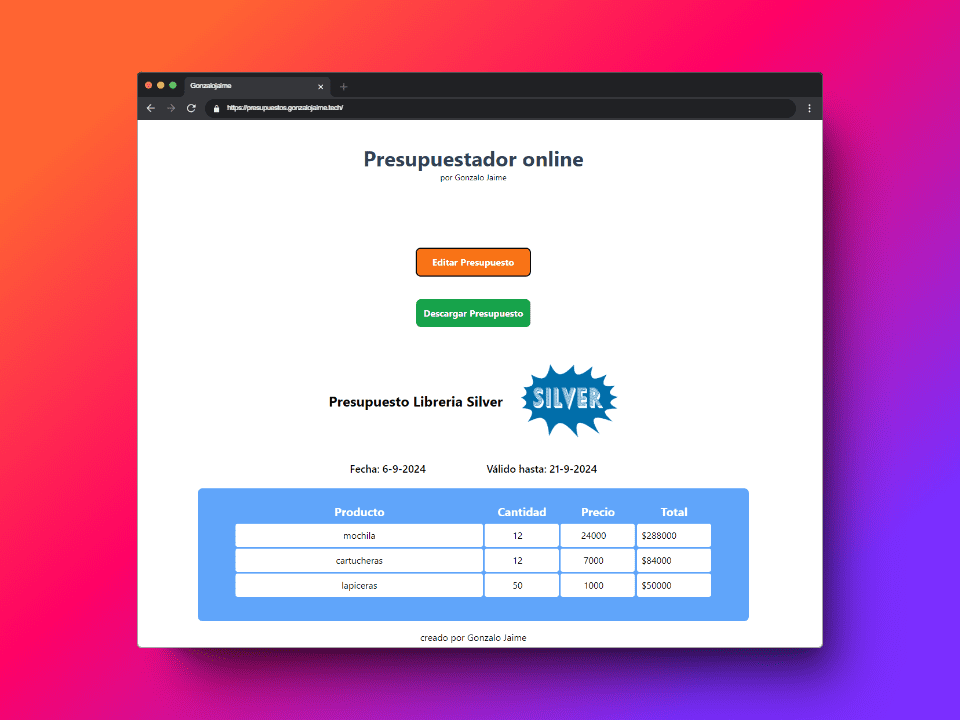 Gonzalojaime
https://presupuestos.gonzalojaime.tech/
Presupuestador online
por Gonzalo Jaime
Editar Presupuesto
Descargar Presupuesto
Presupuesto Libreria Silver
SILVER
Fecha: 6-9-2024 Válido hasta: 21-9-2024
Producto Cantidad Precio Total
mochila 12 24000 $288000
cartucheras 12 7000 $84000
lapiceras 50 1000 $50000
creado por Gonzalo Jaime